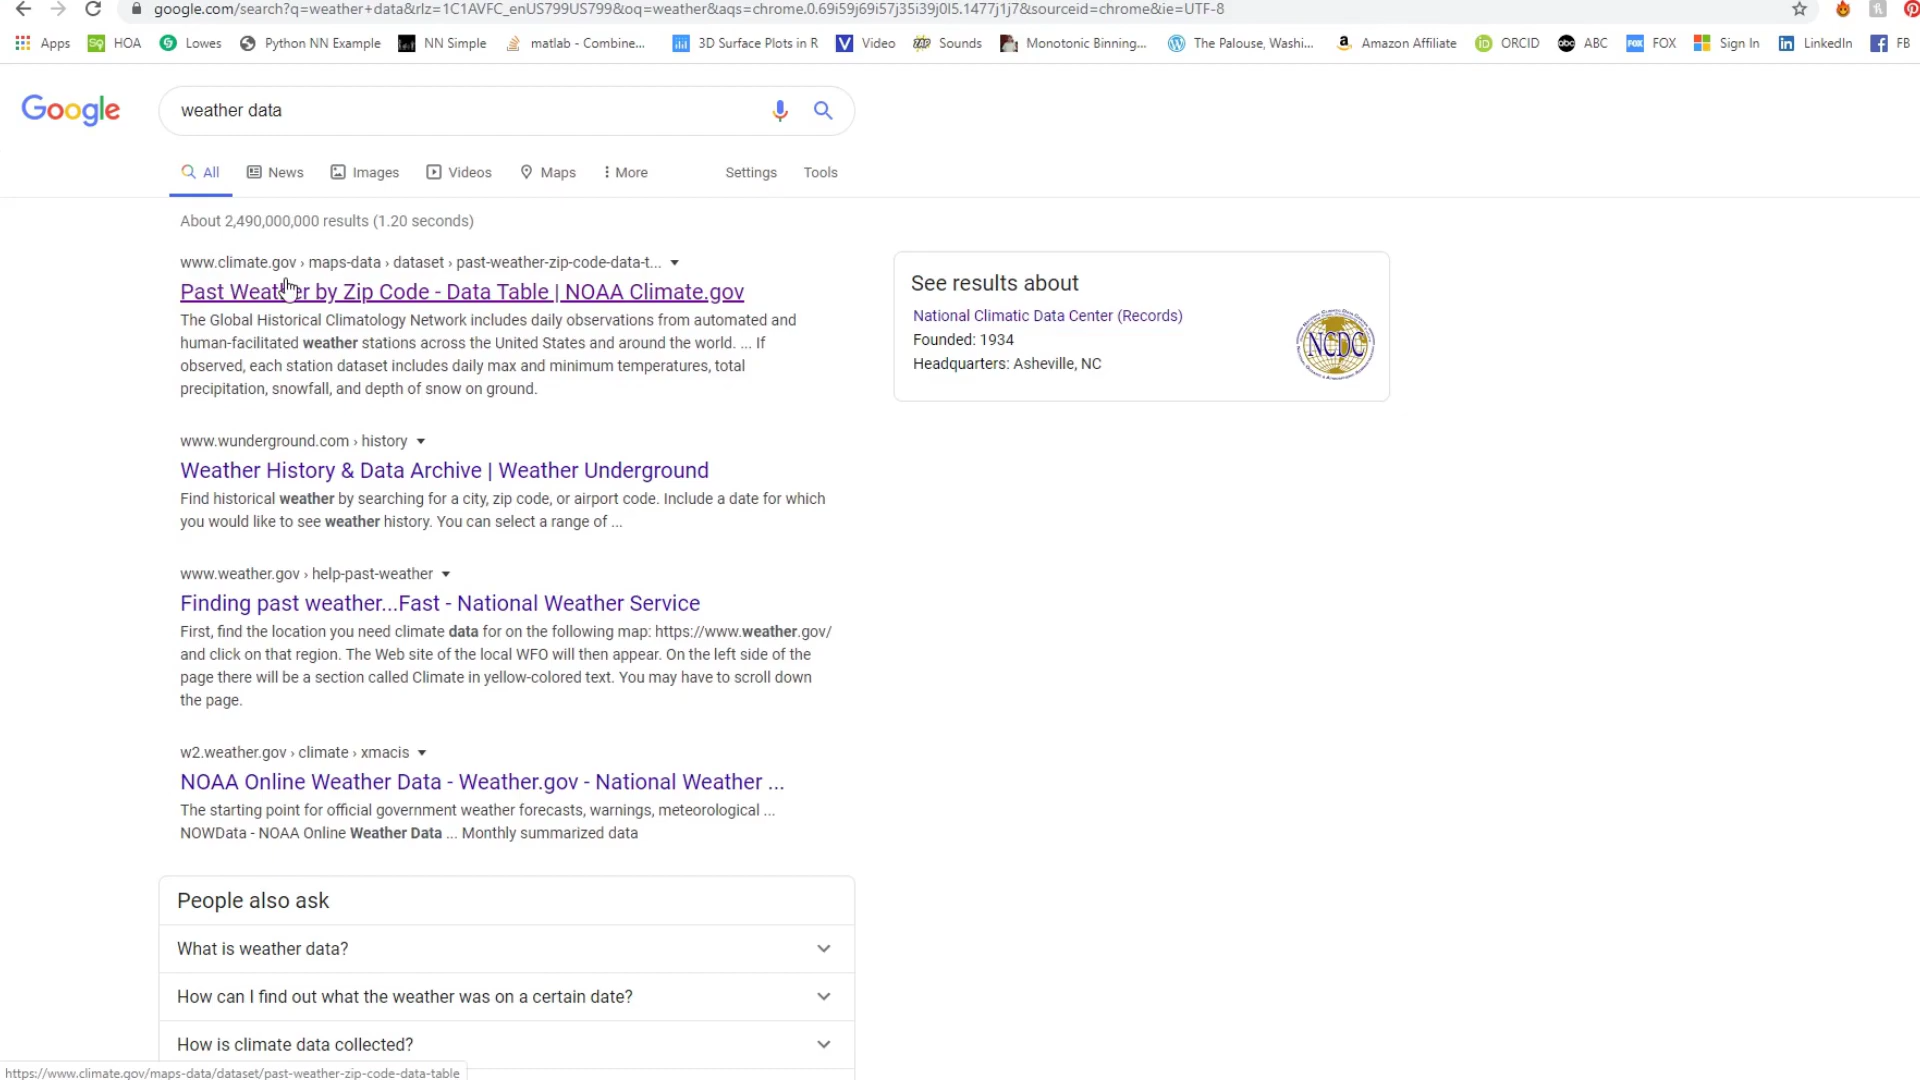 google.com/search?q=weather+data&rlz=1C1AVFC_enUS799US799&oq=weather&aqs=chrome.0.69i59j69i57j35i39j0l5.1477j1j7&sourceid=chrome&ie=UTF-8
Apps HOA Lowes Python NN Example NN Simple matlab - Combine... 3D Surface Plots in R Video Sounds Monotonic Binning... The Palouse, Washi... Amazon Affiliate ORCID ABC FOX Sign In LinkedIn FB
Google weather data
All News Images Videos Maps More Settings Tools
About 2,490,000,000 results (1.20 seconds)
www.climate.gov › maps-data › dataset › past-weather-zip-code-data-t...
Past Weather by Zip Code - Data Table | NOAA Climate.gov
The Global Historical Climatology Network includes daily observations from automated and
human-facilitated weather stations across the United States and around the world. ... If
observed, each station dataset includes daily max and minimum temperatures, total
precipitation, snowfall, and depth of snow on ground.
www.wunderground.com › history
Weather History & Data Archive | Weather Underground
Find historical weather by searching for a city, zip code, or airport code. Include a date for which
you would like to see weather history. You can select a range of ...
www.weather.gov › help-past-weather
Finding past weather...Fast - National Weather Service
First, find the location you need climate data for on the following map: https://www.weather.gov/
and click on that region. The Web site of the local WFO will then appear. On the left side of the
page there will be a section called Climate in yellow-colored text. You may have to scroll down
the page.
w2.weather.gov › climate › xmacis
NOAA Online Weather Data - Weather.gov - National Weather ...
The starting point for official government weather forecasts, warnings, meteorological ...
NOWData - NOAA Online Weather Data ... Monthly summarized data
People also ask
What is weather data?
How can I find out what the weather was on a certain date?
How is climate data collected?
See results about
National Climatic Data Center (Records)
Founded: 1934
Headquarters: Asheville, NC
NCDC
https://www.climate.gov/maps-data/dataset/past-weather-zip-code-data-table